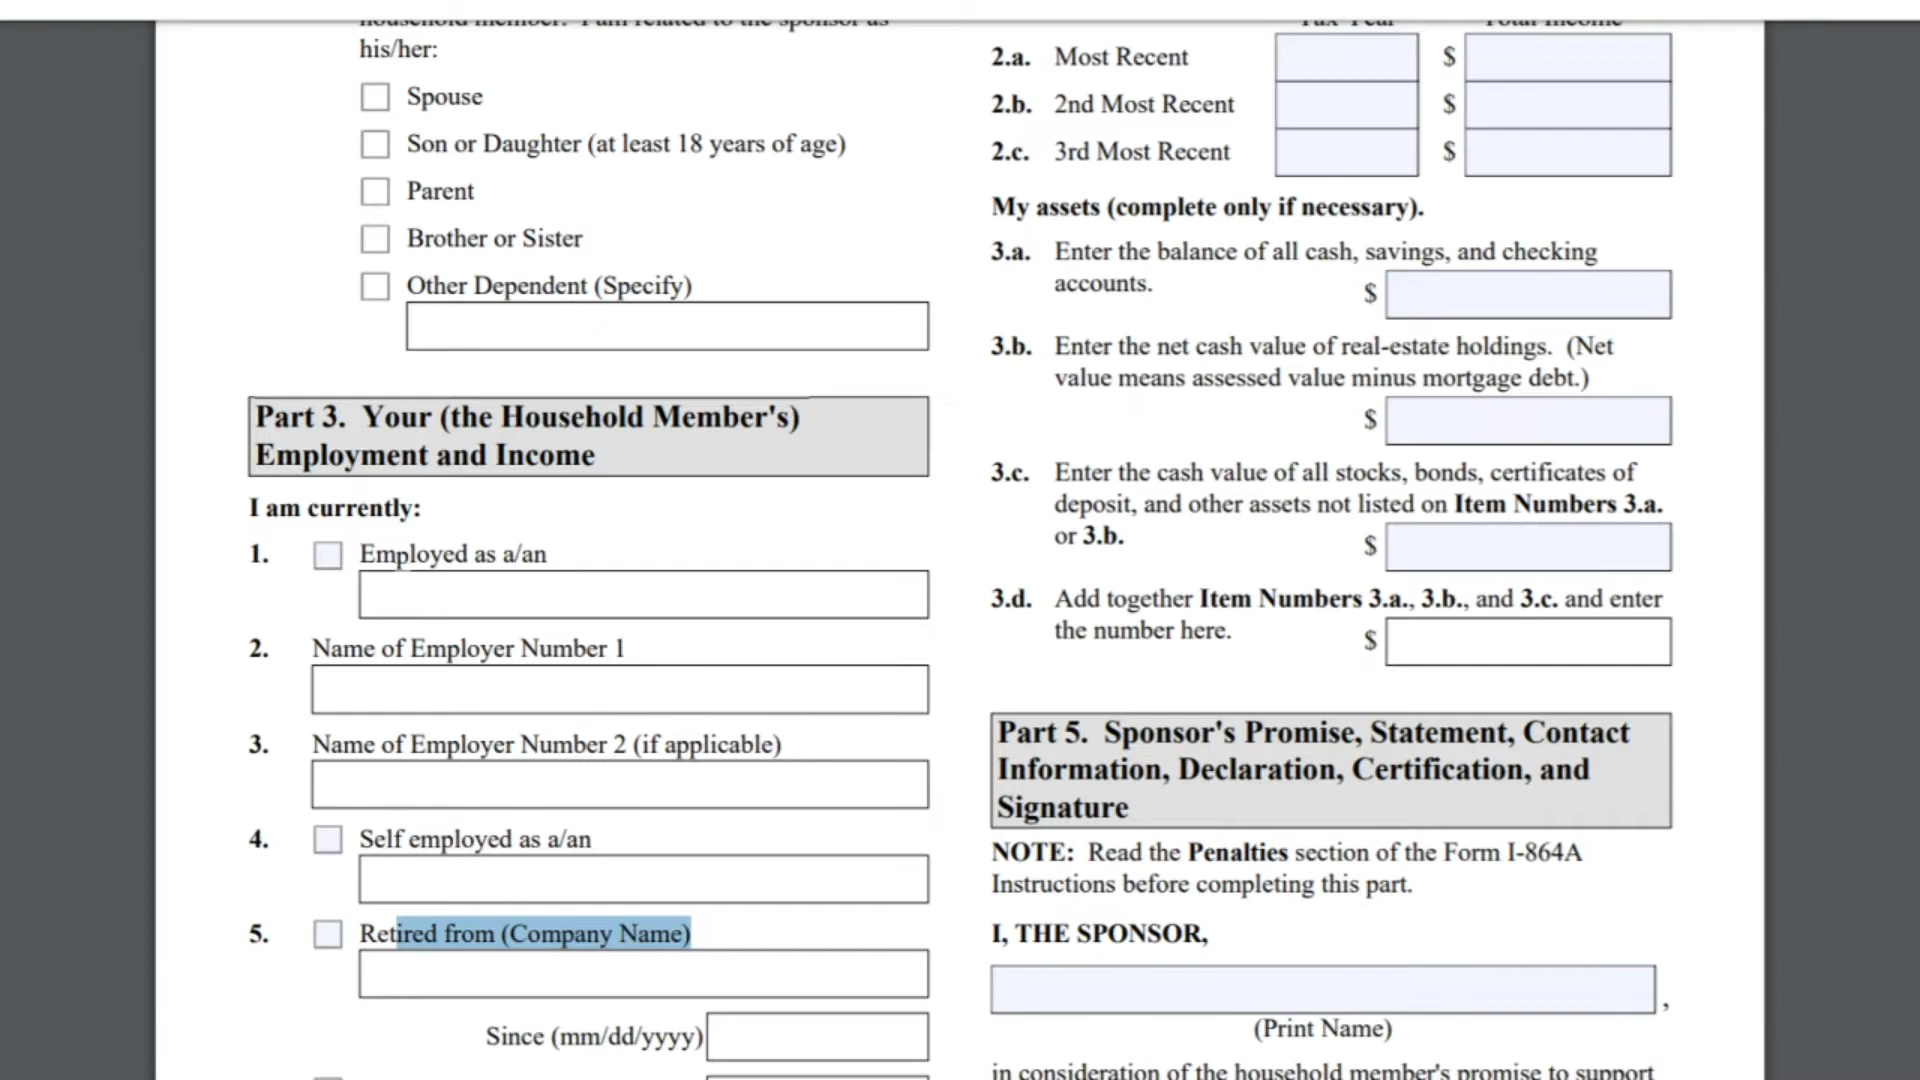 household member. I am related to the sponsor as
his/her:
Spouse
Son or Daughter (at least 18 years of age)
Parent
Brother or Sister
Other Dependent (Specify)
Part 3. Your (the Household Member's)
Employment and Income
I am currently:
1. Employed as a/an
2. Name of Employer Number 1
3. Name of Employer Number 2 (if applicable)
4. Self employed as a/an
5. Retired from (Company Name)
Since (mm/dd/yyyy)
Tax Year Total Income
2.a. Most Recent $
2.b. 2nd Most Recent $
2.c. 3rd Most Recent $
My assets (complete only if necessary).
3.a. Enter the balance of all cash, savings, and checking
accounts. $
3.b. Enter the net cash value of real-estate holdings. (Net
value means assessed value minus mortgage debt.)
$
3.c. Enter the cash value of all stocks, bonds, certificates of
deposit, and other assets not listed on Item Numbers 3.a.
or 3.b. $
3.d. Add together Item Numbers 3.a., 3.b., and 3.c. and enter
the number here. $
Part 5. Sponsor's Promise, Statement, Contact
Information, Declaration, Certification, and
Signature
NOTE: Read the Penalties section of the Form I-864A
Instructions before completing this part.
I, THE SPONSOR,
,
(Print Name)
in consideration of the household member's promise to support